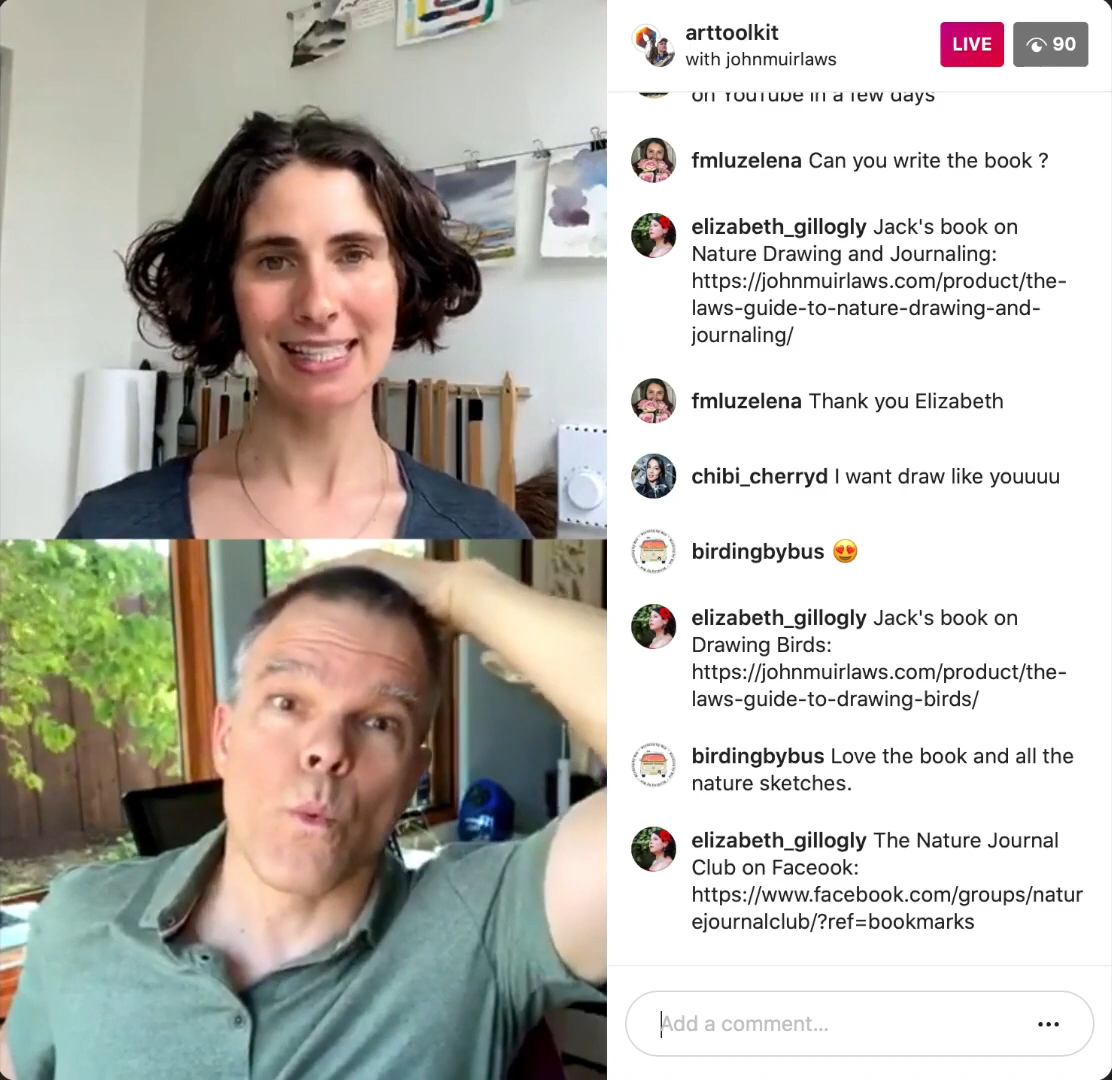 arttoolkit
with johnmuirlaws
LIVE
90
on YouTube in a few days
fmluzelena Can you write the book ?
elizabeth_gillogly Jack's book on
Nature Drawing and Journaling:
https://johnmuirlaws.com/product/the-
laws-guide-to-nature-drawing-and-
journaling/
fmluzelena Thank you Elizabeth
chibi_cherryd I want draw like youuuu
birdingbybus 😍
elizabeth_gillogly Jack's book on
Drawing Birds:
https://johnmuirlaws.com/product/the-
laws-guide-to-drawing-birds/
birdingbybus Love the book and all the
nature sketches.
elizabeth_gillogly The Nature Journal
Club on Faceook:
https://www.facebook.com/groups/natur
ejournalclub/?ref=bookmarks
Add a comment...